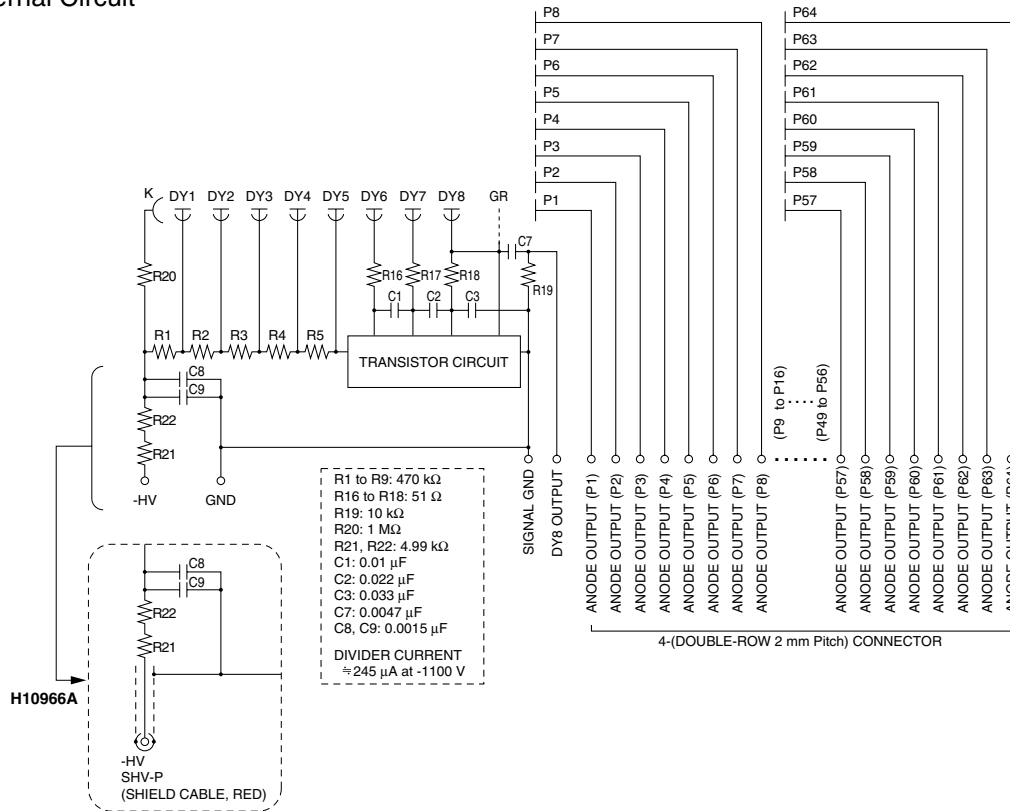 ernal Circuit
P8
P7
P6
P5
P4
P3
P2
P1
P64
P63
P62
P61
P60
P59
P58
P57
K DY1 DY2 DY3 DY4 DY5 DY6 DY7 DY8 GR
C7
R20 R16 R17 R18 R19
C1 C2 C3
R1 R2 R3 R4 R5
TRANSISTOR CIRCUIT
C8
C9
R22
R21
-HV GND
(P9 to P16)
(P49 to P56)
R1 to R9: 470 kΩ
R16 to R18: 51 Ω
R19: 10 kΩ
R20: 1 MΩ
R21, R22: 4.99 kΩ
C1: 0.01 µF
C2: 0.022 µF
C3: 0.033 µF
C7: 0.0047 µF
C8, C9: 0.0015 µF
DIVIDER CURRENT
≒245 µA at -1100 V
SIGNAL GND
DY8 OUTPUT
ANODE OUTPUT (P1)
ANODE OUTPUT (P2)
ANODE OUTPUT (P3)
ANODE OUTPUT (P4)
ANODE OUTPUT (P5)
ANODE OUTPUT (P6)
ANODE OUTPUT (P7)
ANODE OUTPUT (P8)
ANODE OUTPUT (P57)
ANODE OUTPUT (P58)
ANODE OUTPUT (P59)
ANODE OUTPUT (P60)
ANODE OUTPUT (P61)
ANODE OUTPUT (P62)
ANODE OUTPUT (P63)
4-(DOUBLE-ROW 2 mm Pitch) CONNECTOR
C8
C9
R22
R21
H10966A
-HV
SHV-P
(SHIELD CABLE, RED)